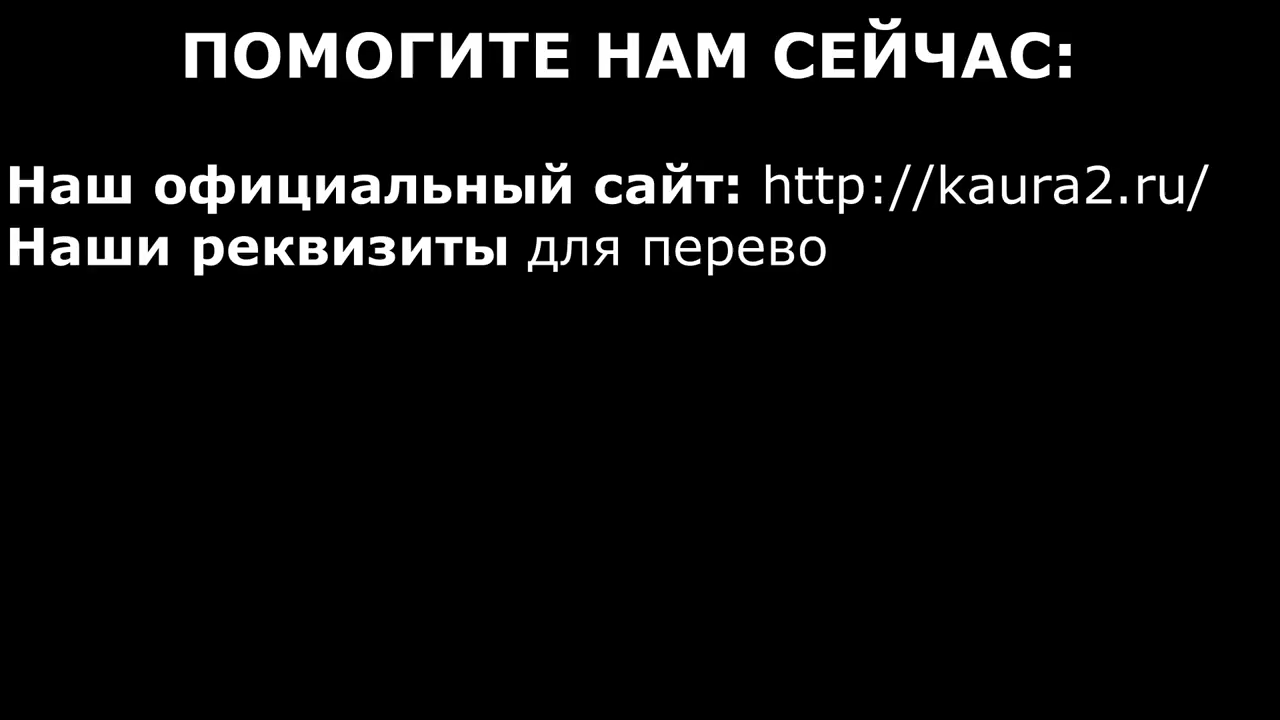 ПОМОГИТЕ НАМ СЕЙЧАС:
Наш официальный сайт: http://kaura2.ru/
Наши реквизиты для перево